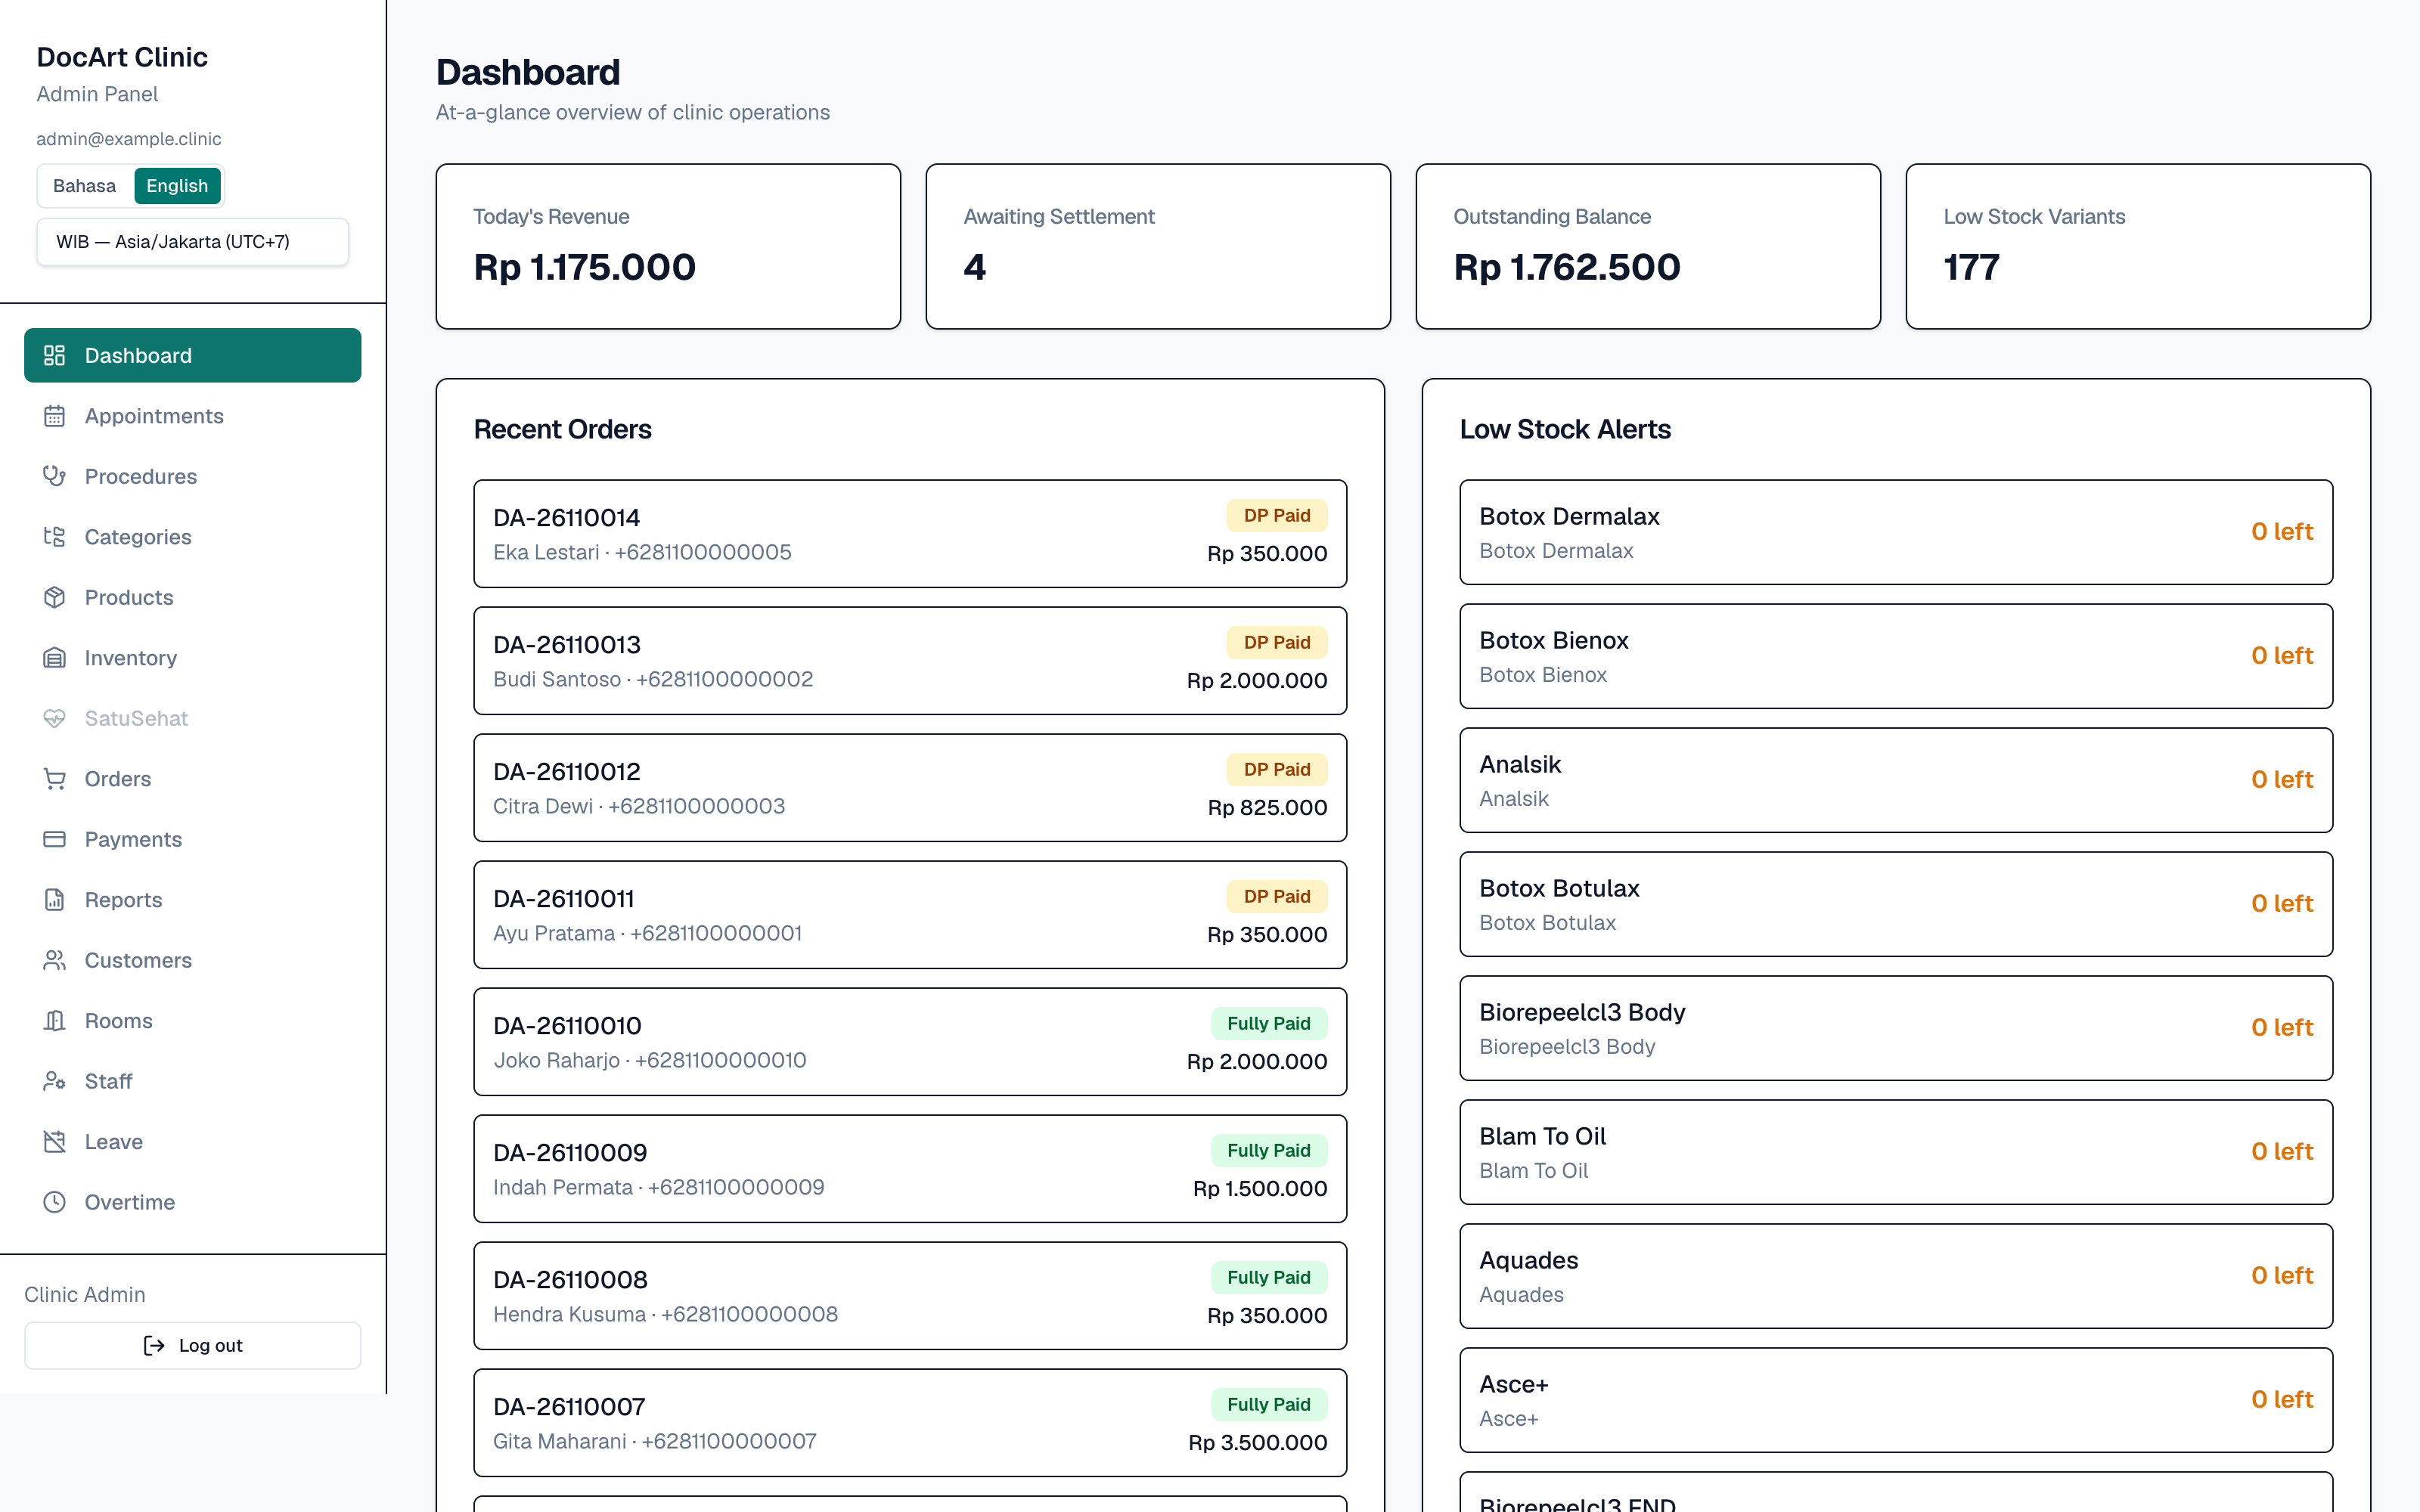 DocArt Clinic
Admin Panel
admin@example.clinic
Bahasa English
WIB — Asia/Jakarta (UTC+7)
Dashboard
Appointments
Procedures
Categories
Products
Inventory
SatuSehat
Orders
Payments
Reports
Customers
Rooms
Staff
Leave
Overtime
Clinic Admin
Log out
Dashboard
At-a-glance overview of clinic operations
Today's Revenue
Rp 1.175.000
Awaiting Settlement
4
Outstanding Balance
Rp 1.762.500
Low Stock Variants
177
Recent Orders
DA-26110014
DP Paid
Eka Lestari · +6281100000005
Rp 350.000
DA-26110013
DP Paid
Budi Santoso · +6281100000002
Rp 2.000.000
DA-26110012
DP Paid
Citra Dewi · +6281100000003
Rp 825.000
DA-26110011
DP Paid
Ayu Pratama · +6281100000001
Rp 350.000
DA-26110010
Fully Paid
Joko Raharjo · +6281100000010
Rp 2.000.000
DA-26110009
Fully Paid
Indah Permata · +6281100000009
Rp 1.500.000
DA-26110008
Fully Paid
Hendra Kusuma · +6281100000008
Rp 350.000
DA-26110007
Fully Paid
Gita Maharani · +6281100000007
Rp 3.500.000
Low Stock Alerts
Botox Dermalax
Botox Dermalax
0 left
Botox Bienox
Botox Bienox
0 left
Analsik
Analsik
0 left
Botox Botulax
Botox Botulax
0 left
Biorepeelcl3 Body
Biorepeelcl3 Body
0 left
Blam To Oil
Blam To Oil
0 left
Aquades
Aquades
0 left
Asce+
Asce+
0 left
Biorepeelcl3 FND